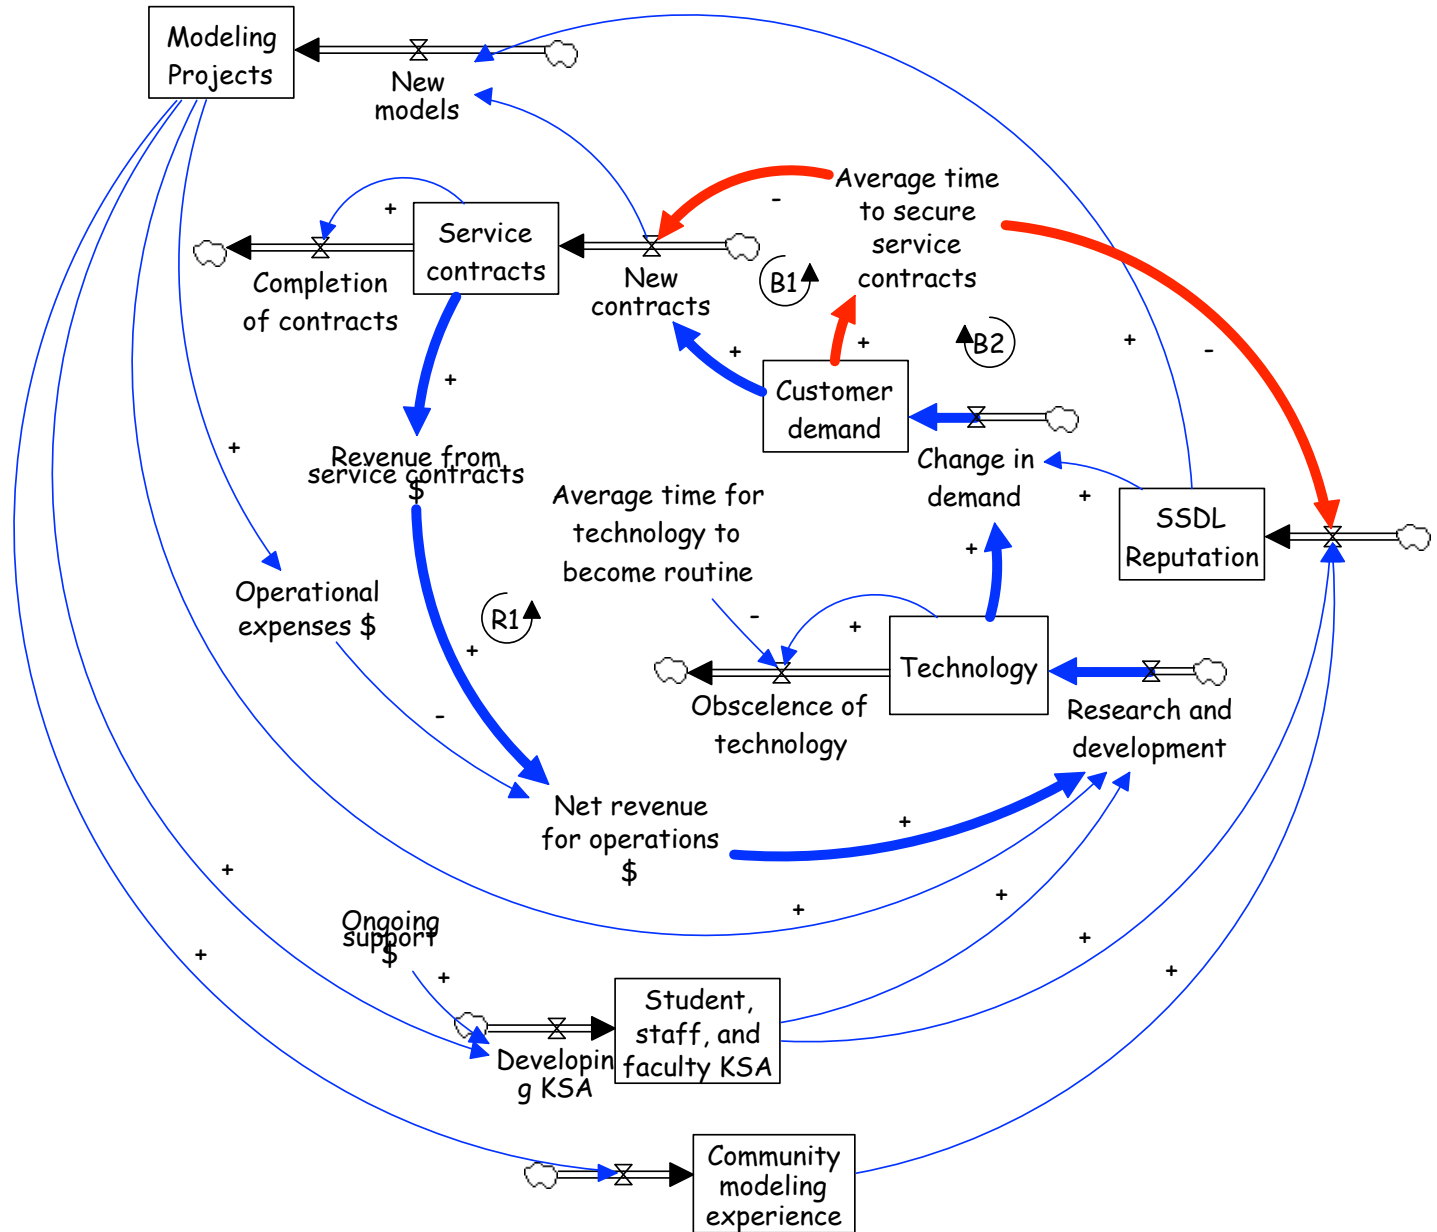 Modeling
Projects
New
models
+
Service
contracts
Completion
of contracts
New
contracts
-
Average time
to secure
service
contracts
B1
B2
+
+
+
-
+
Customer
demand
Change in
demand
+
+
SSDL
Reputation
+
Revenue from
service contracts
$
Average time for
technology to
become routine
+
Operational
expenses $
R1
+
-
-
+
Technology
Obscelence of
technology
Research and
development
Net revenue
for operations
$
+
+
+
+
+
+
+
Ongoing
support
$
+
Developin
g KSA
Student,
staff, and
faculty KSA
Community
modeling
experience